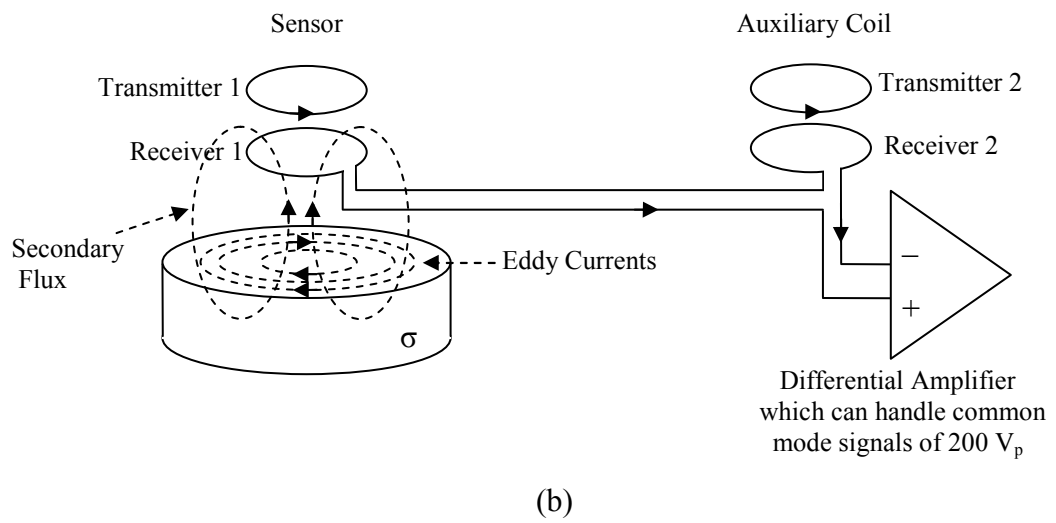 Sensor
Auxiliary Coil
Transmitter 1
Transmitter 2
Receiver 1
Receiver 2
Secondary
Flux
Eddy Currents
σ
−
+
Differential Amplifier
which can handle common
mode signals of 200 Vp
(b)